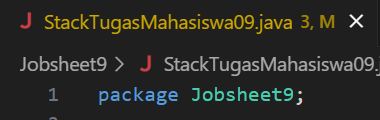 J StackTugasMahasiswa09.java 3, M ×
Jobsheet9 > J StackTugasMahasiswa09.
1 package Jobsheet9;